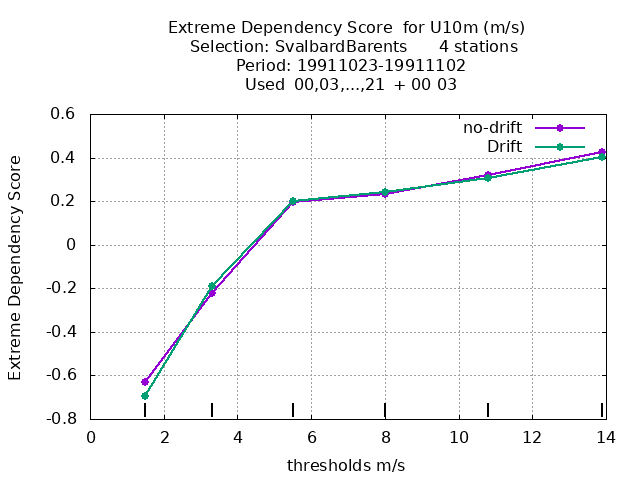 Extreme Dependency Score  for U10m (m/s)
Selection: SvalbardBarents      4 stations
Period: 19911023-19911102
Used  00,03,...,21  + 00 03
no-drift
Drift
Extreme Dependency Score
0.6
0.4
0.2
0
-0.2
-0.4
-0.6
-0.8
0 2 4 6 8 10 12 14
thresholds m/s